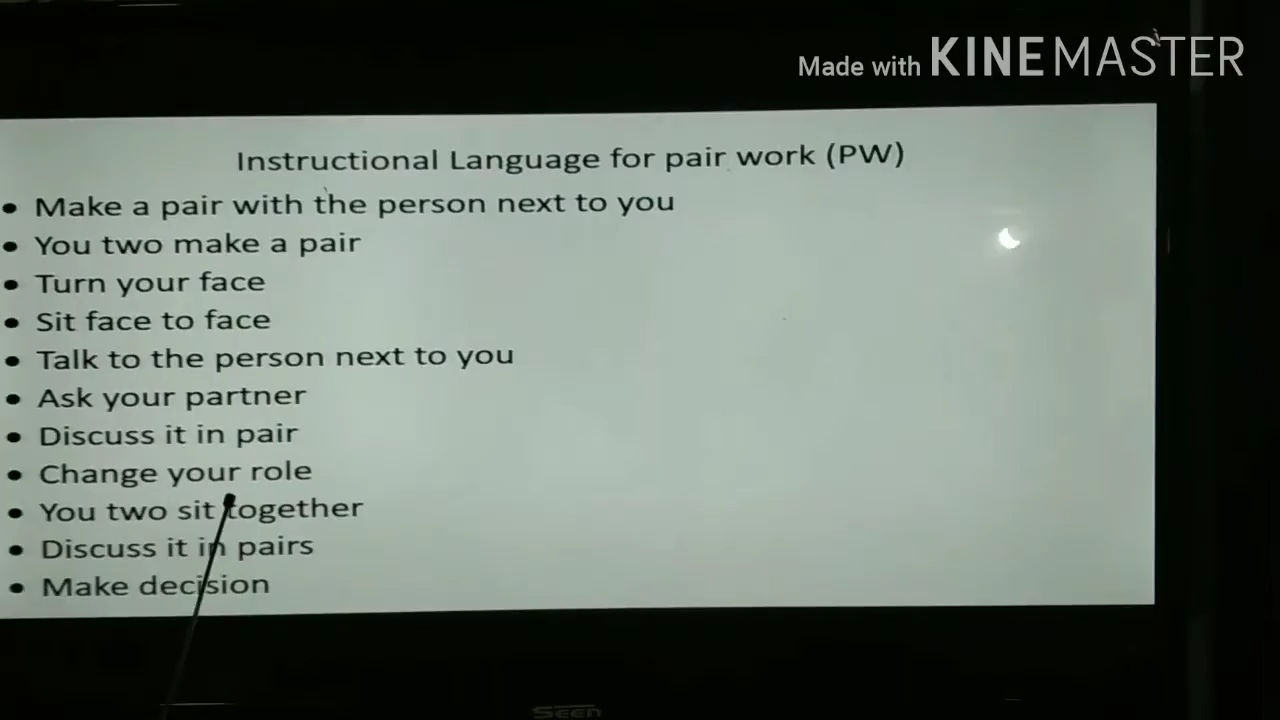 Made with KINEMASTER
Instructional Language for pair work (PW)
• Make a pair with the person next to you
• You two make a pair
• Turn your face
• Sit face to face
• Talk to the person next to you
• Ask your partner
• Discuss it in pair
• Change your role
• You two sit together
• Discuss it in pairs
• Make decision
Seen